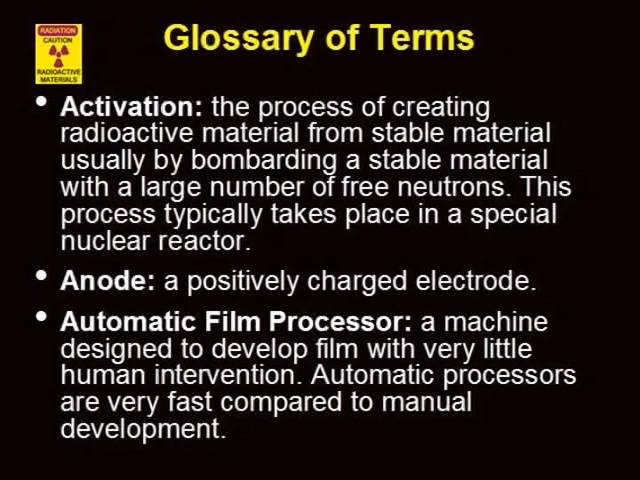 RADIATION
CAUTION
RADIOACTIVE
MATERIALS
Glossary of Terms
• Activation: the process of creating
radioactive material from stable material
usually by bombarding a stable material
with a large number of free neutrons. This
process typically takes place in a special
nuclear reactor.
• Anode: a positively charged electrode.
• Automatic Film Processor: a machine
designed to develop film with very little
human intervention. Automatic processors
are very fast compared to manual
development.